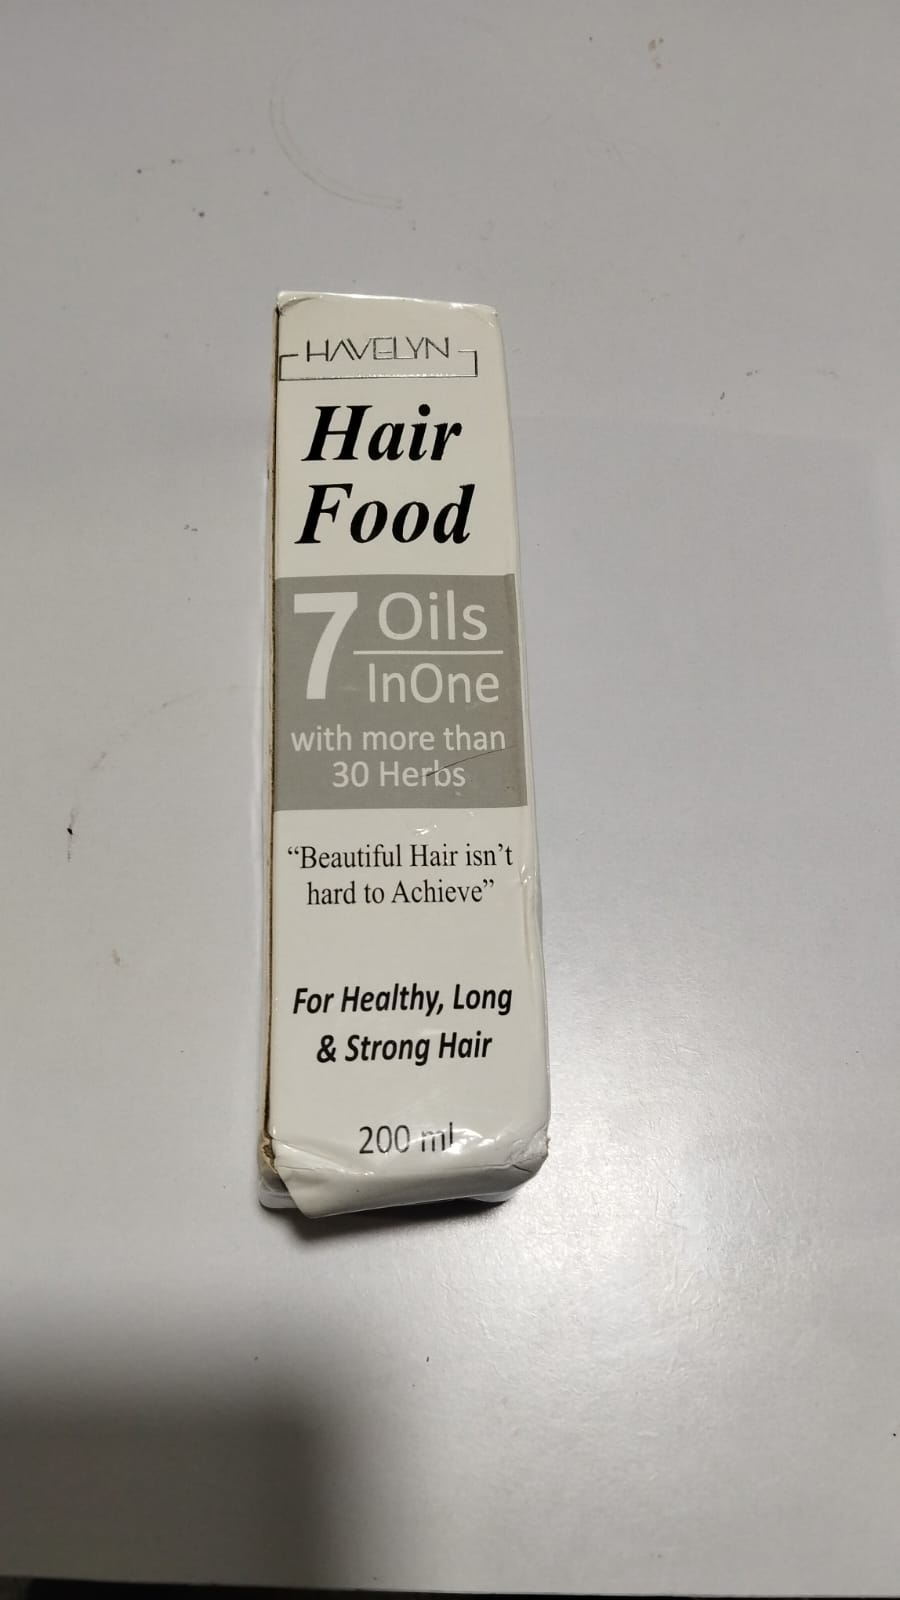 HAVELYN
Hair
Food
7 Oils
InOne
with more than
30 Herbs
“Beautiful Hair isn’t
hard to Achieve”
For Healthy, Long
& Strong Hair
200 ml